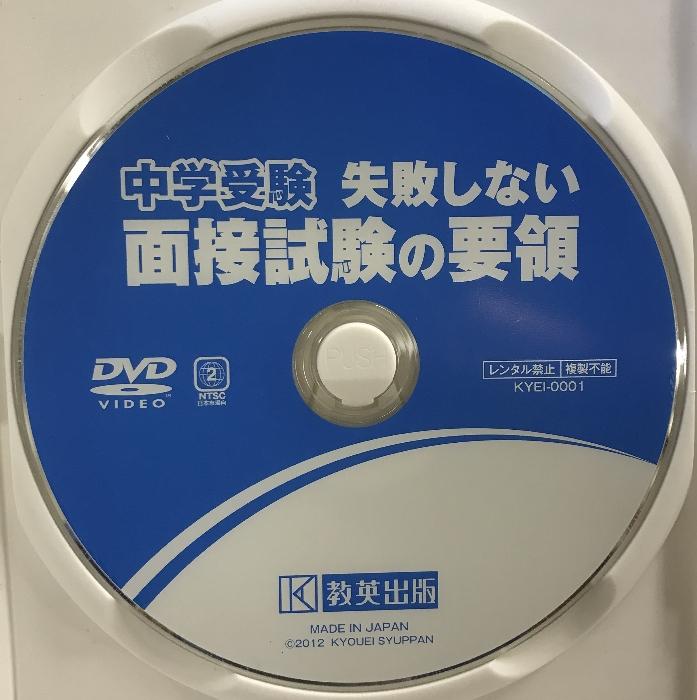 中学受験 失敗しない
面接試験の要領
PUSH
DVD
VIDEO
2
NTSC
日本市場向
レンタル禁止 複製不能
KYEI-0001
教英出版
MADE IN JAPAN
©2012 KYOUEI SYUPPAN